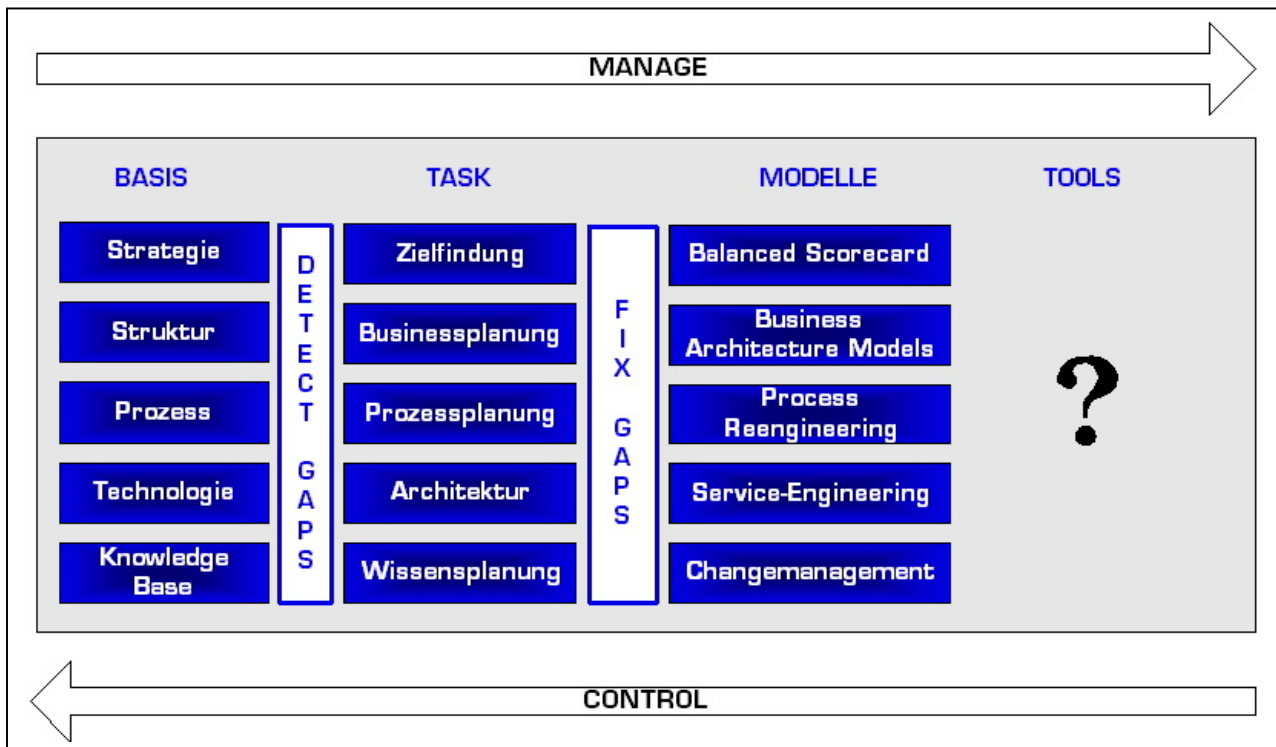 MANAGE
BASIS
TASK
MODELLE
TOOLS
Strategie
Struktur
Prozess
Technologie
Knowledge
Base
DETECT GAPS
Zielfindung
Businessplanung
Prozessplanung
Architektur
Wissensplanung
FIX GAPS
Balanced Scorecard
Business
Architecture Models
Process
Reengineering
Service-Engineering
Changemanagement
?
CONTROL